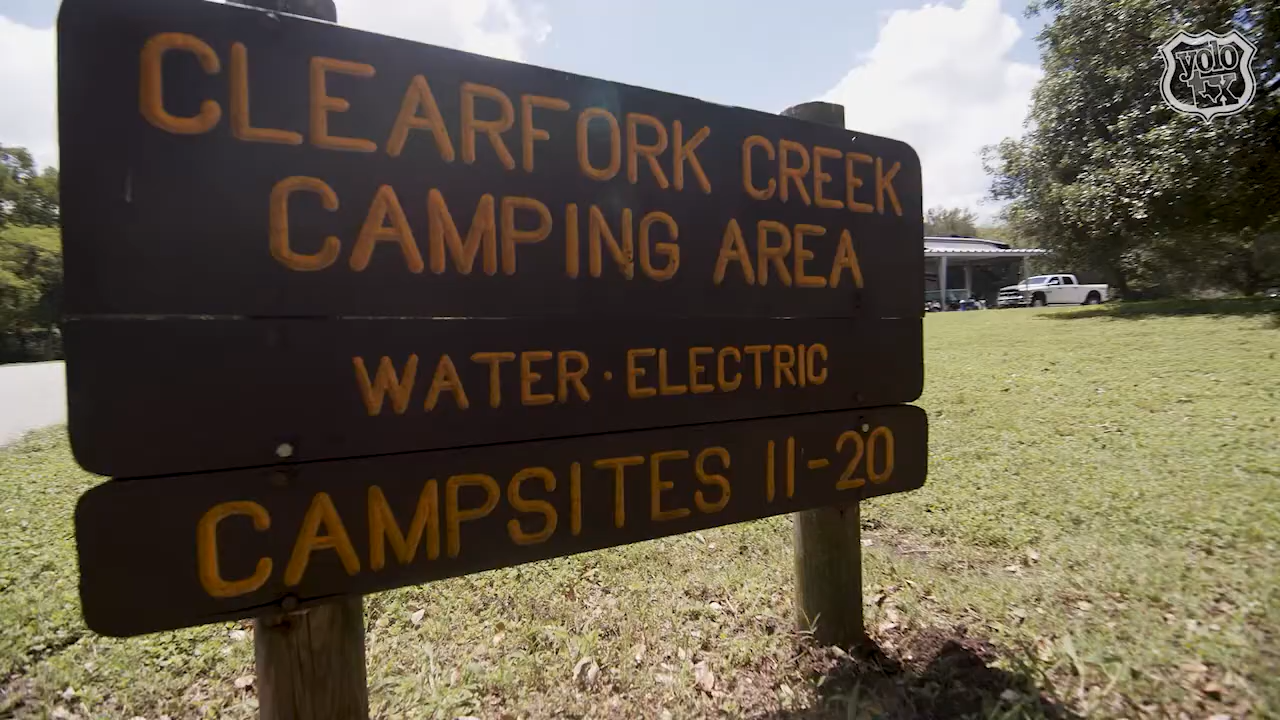 CLEARFORK CREEK
CAMPING AREA
WATER · ELECTRIC
CAMPSITES 11-20
yolo
TX